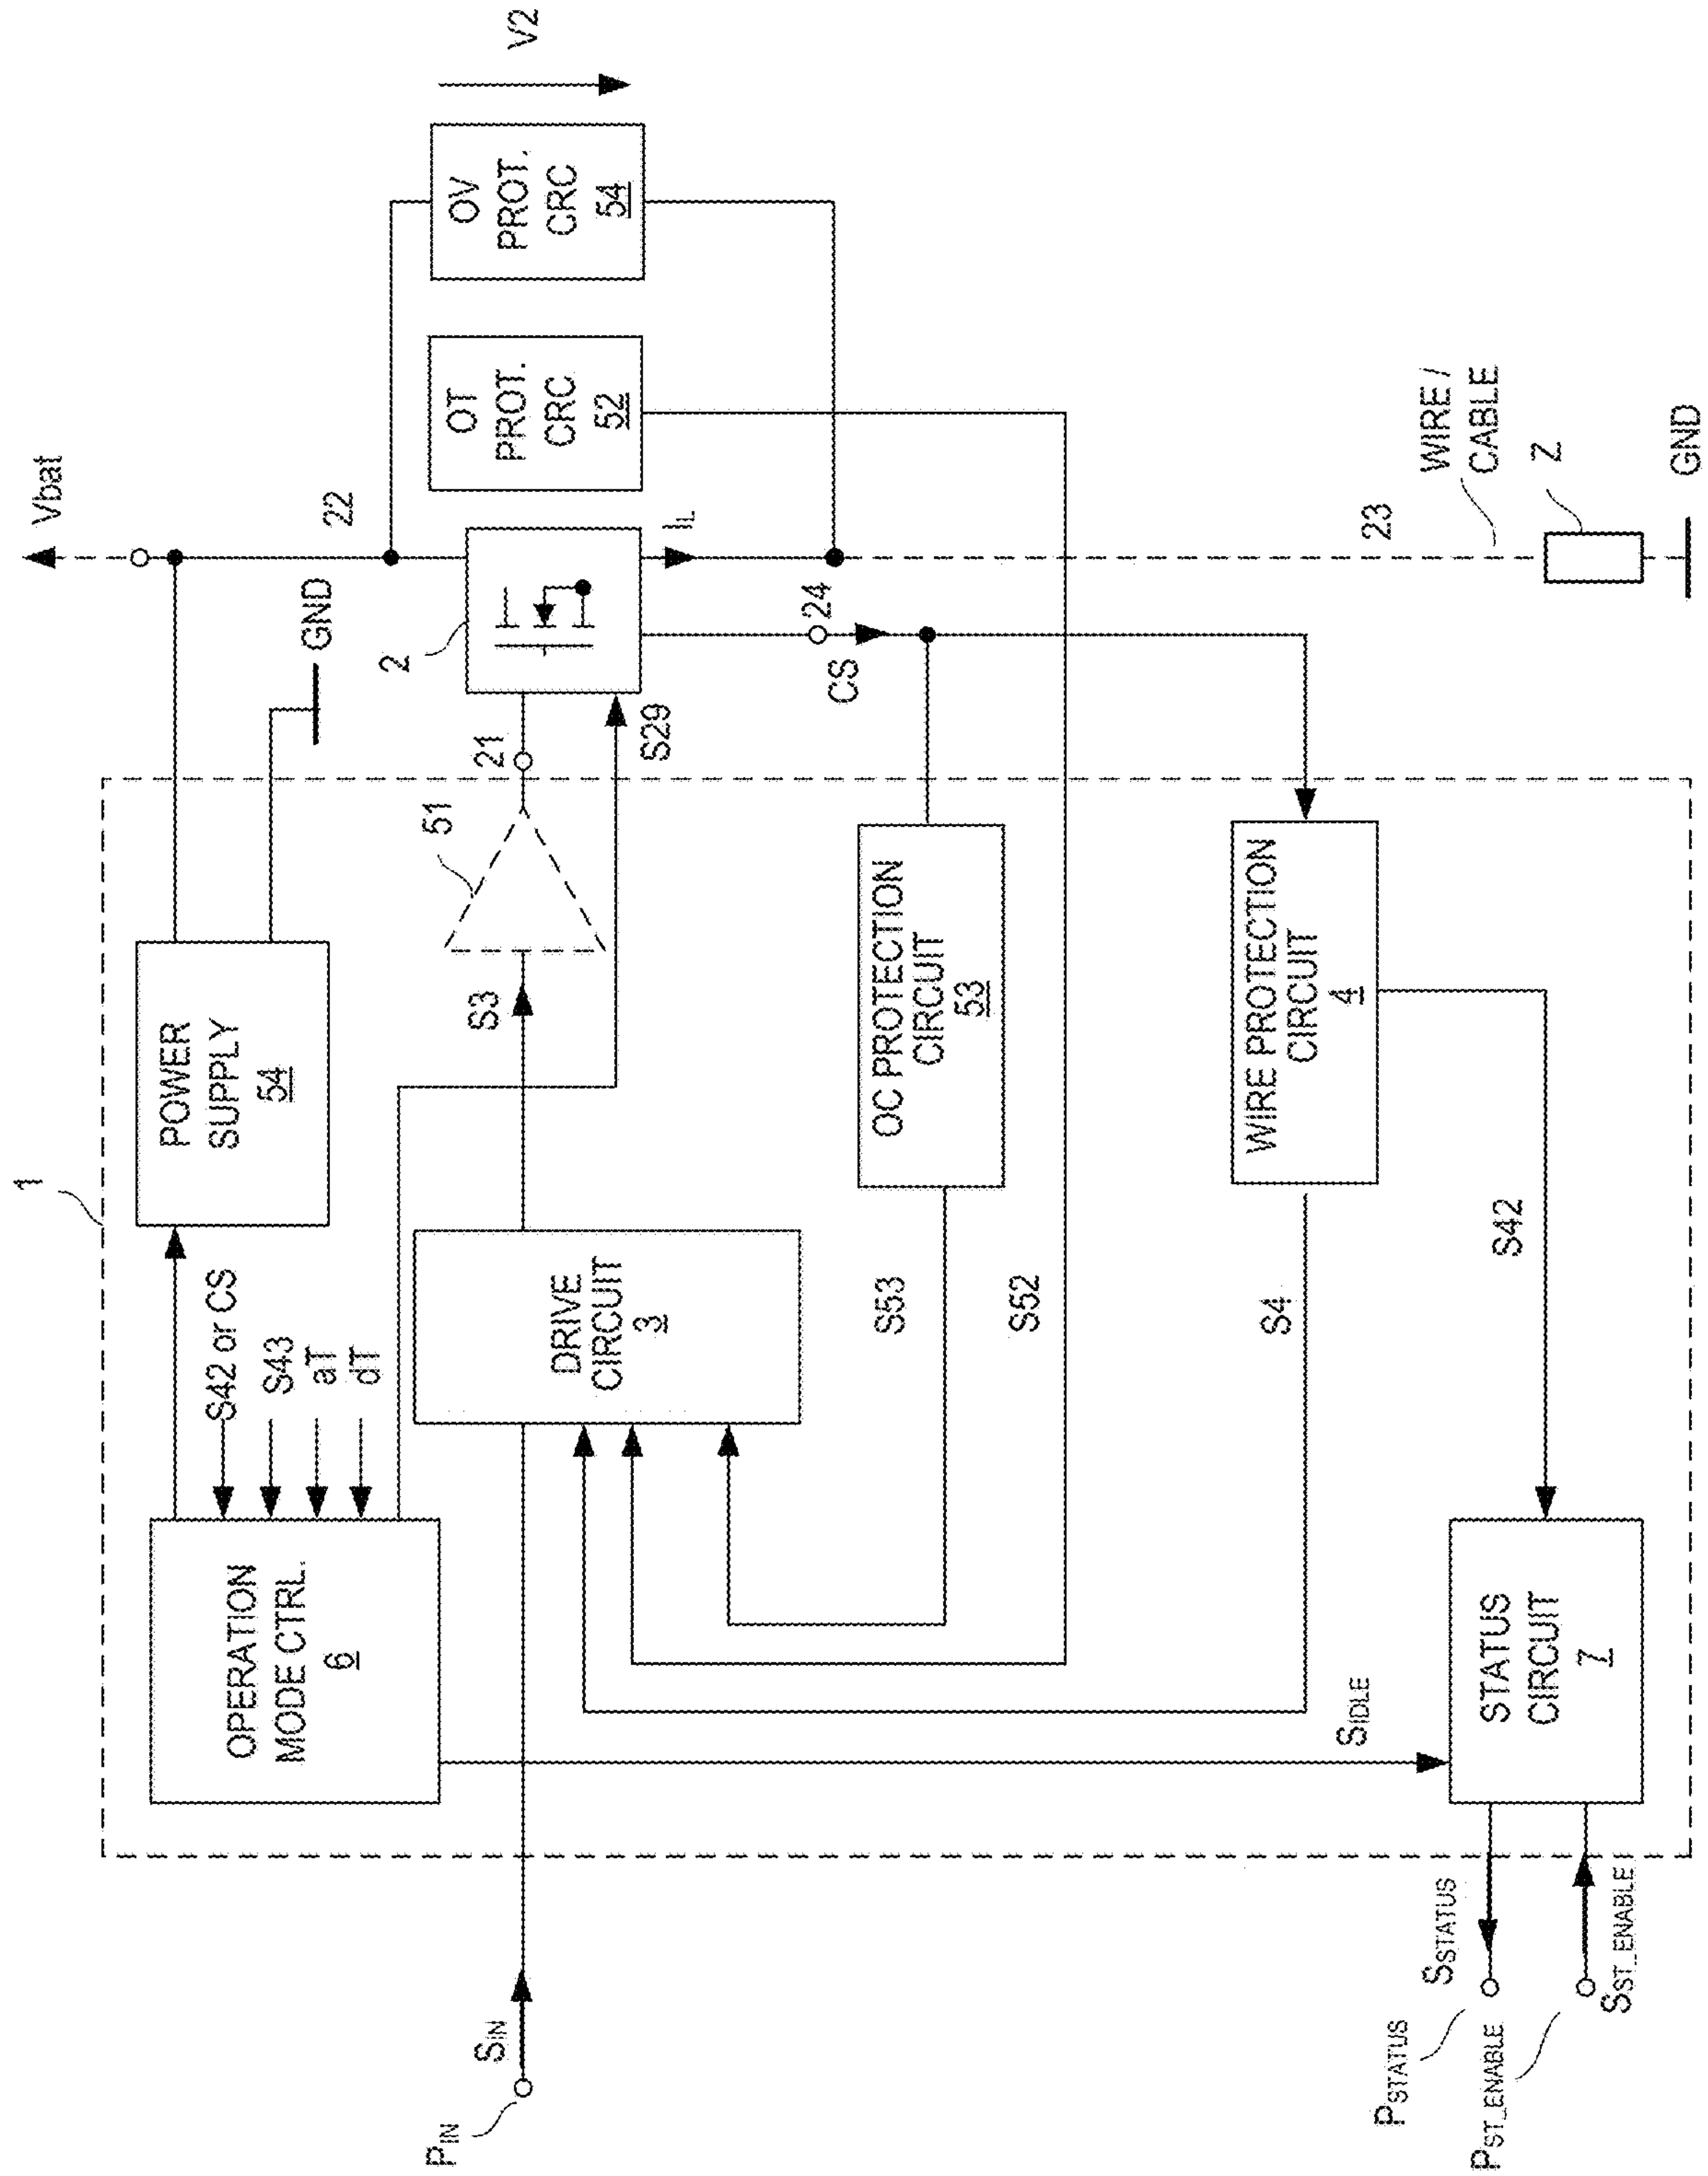 1
Vbat
22
GND
V2
OPERATION
MODE CTRL.
6
S42 or CS
S43
aT
dT
POWER
SUPPLY
54
2
OT
PROT.
CRC
52
OV
PROT.
CRC
54
PIN
SIN
DRIVE
CIRCUIT
3
S3
51
21
S29
IL
24
CS
S53
S52
OC PROTECTION
CIRCUIT
53
S4
WIRE PROTECTION
CIRCUIT
4
23
WIRE /
CABLE
Z
GND
SIDLE
S42
STATUS
CIRCUIT
7
SSTATUS
PSTATUS
PST_ENABLE
SST_ENABLE